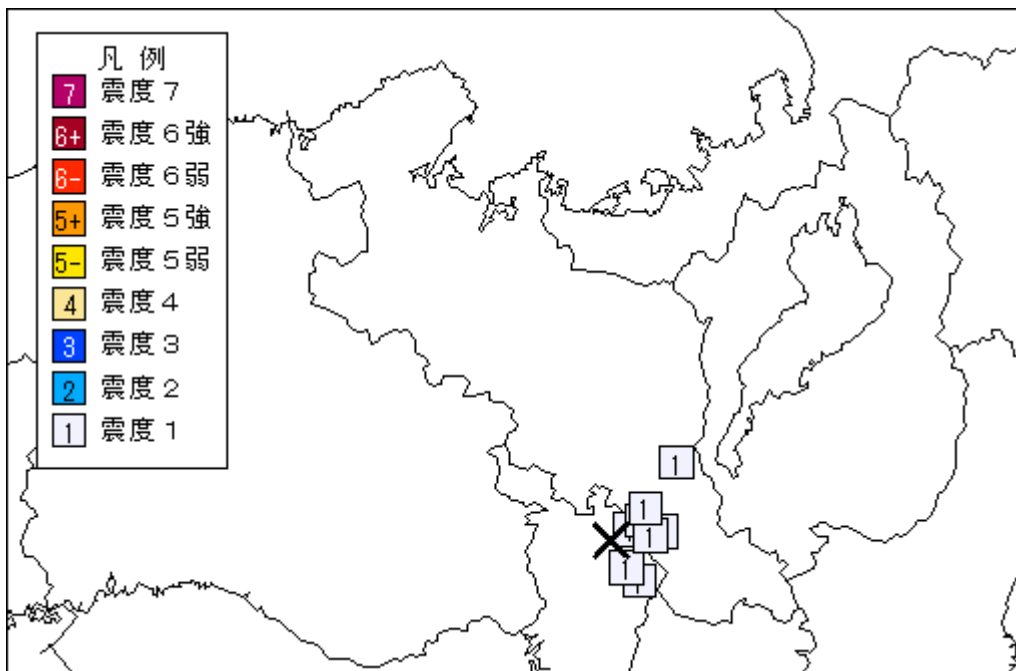 凡例
7 震度7
6+ 震度6強
6- 震度6弱
5+ 震度5強
5- 震度5弱
4 震度4
3 震度3
2 震度2
1 震度1
1
1
1
1
1